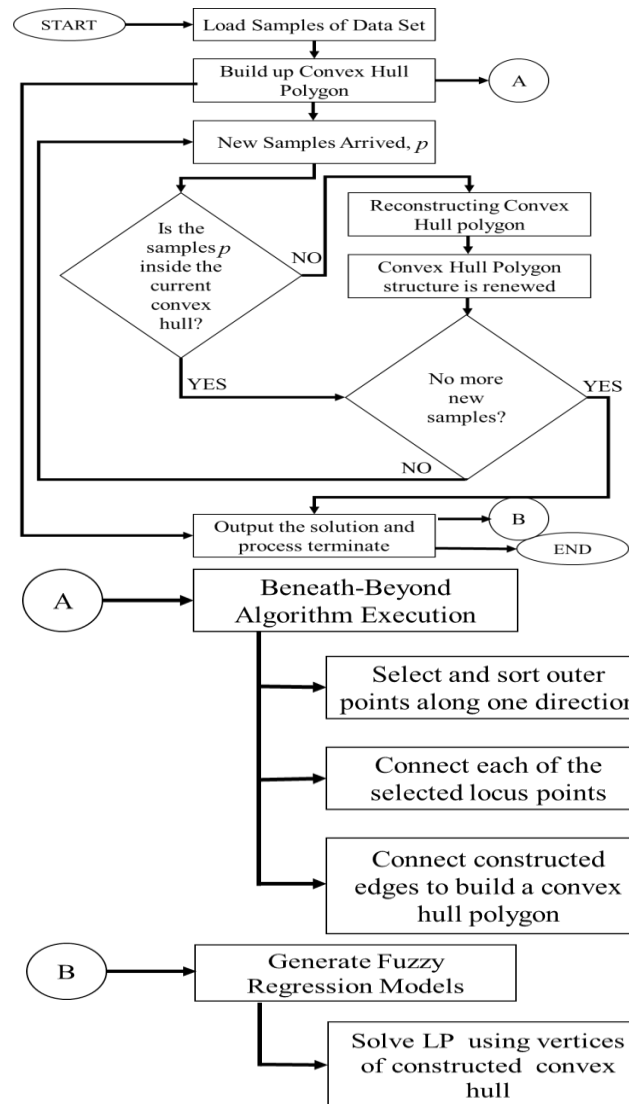 START
Load Samples of Data Set
Build up Convex Hull
Polygon
A
New Samples Arrived, p
Is the
samples p
inside the
current
convex
hull?
NO
Reconstructing Convex
Hull polygon
Convex Hull Polygon
structure is renewed
YES
No more
new
samples?
YES
NO
Output the solution and
process terminate
B
END
A
Beneath-Beyond
Algorithm Execution
Select and sort outer
points along one direction
Connect each of the
selected locus points
Connect constructed
edges to build a convex
hull polygon
B
Generate Fuzzy
Regression Models
Solve LP using vertices
of constructed convex
hull